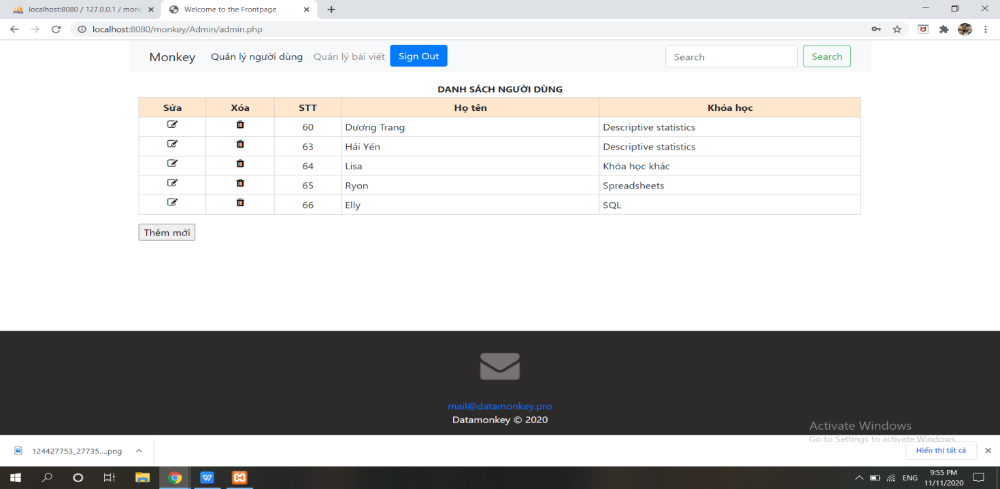 localhost:8080 / 127.0.0.1 / monk
Welcome to the Frontpage
localhost:8080/monkey/Admin/admin.php
Monkey Quản lý người dùng Quản lý bài viết Sign Out Search Search
DANH SÁCH NGƯỜI DÙNG
Sửa Xóa STT Họ tên Khóa học
60 Dương Trang Descriptive statistics
63 Hải Yến Descriptive statistics
64 Lisa Khóa học khác
65 Ryon Spreadsheets
66 Elly SQL
Thêm mới
mail@datamonkey.pro
Datamonkey © 2020
Activate Windows
Go to Settings to activate Windows.
124427753_27735....png
Hiển thị tất cả
ENG
9:55 PM
11/11/2020